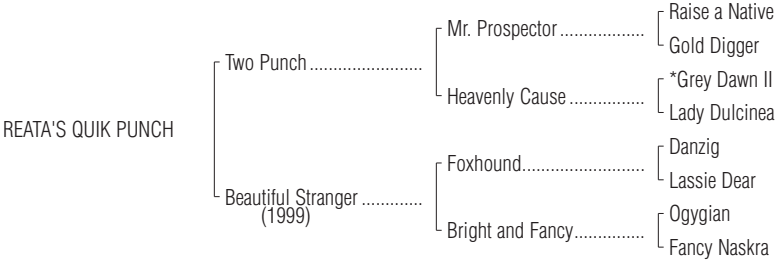 Raise a Native
Mr. Prospector..................
Gold Digger
Two Punch........................
*Grey Dawn II
Heavenly Cause................
Lady Dulcinea
REATA'S QUIK PUNCH
Danzig
Foxhound..........................
Lassie Dear
Beautiful Stranger.............
(1999)
Ogygian
Bright and Fancy...............
Fancy Naskra